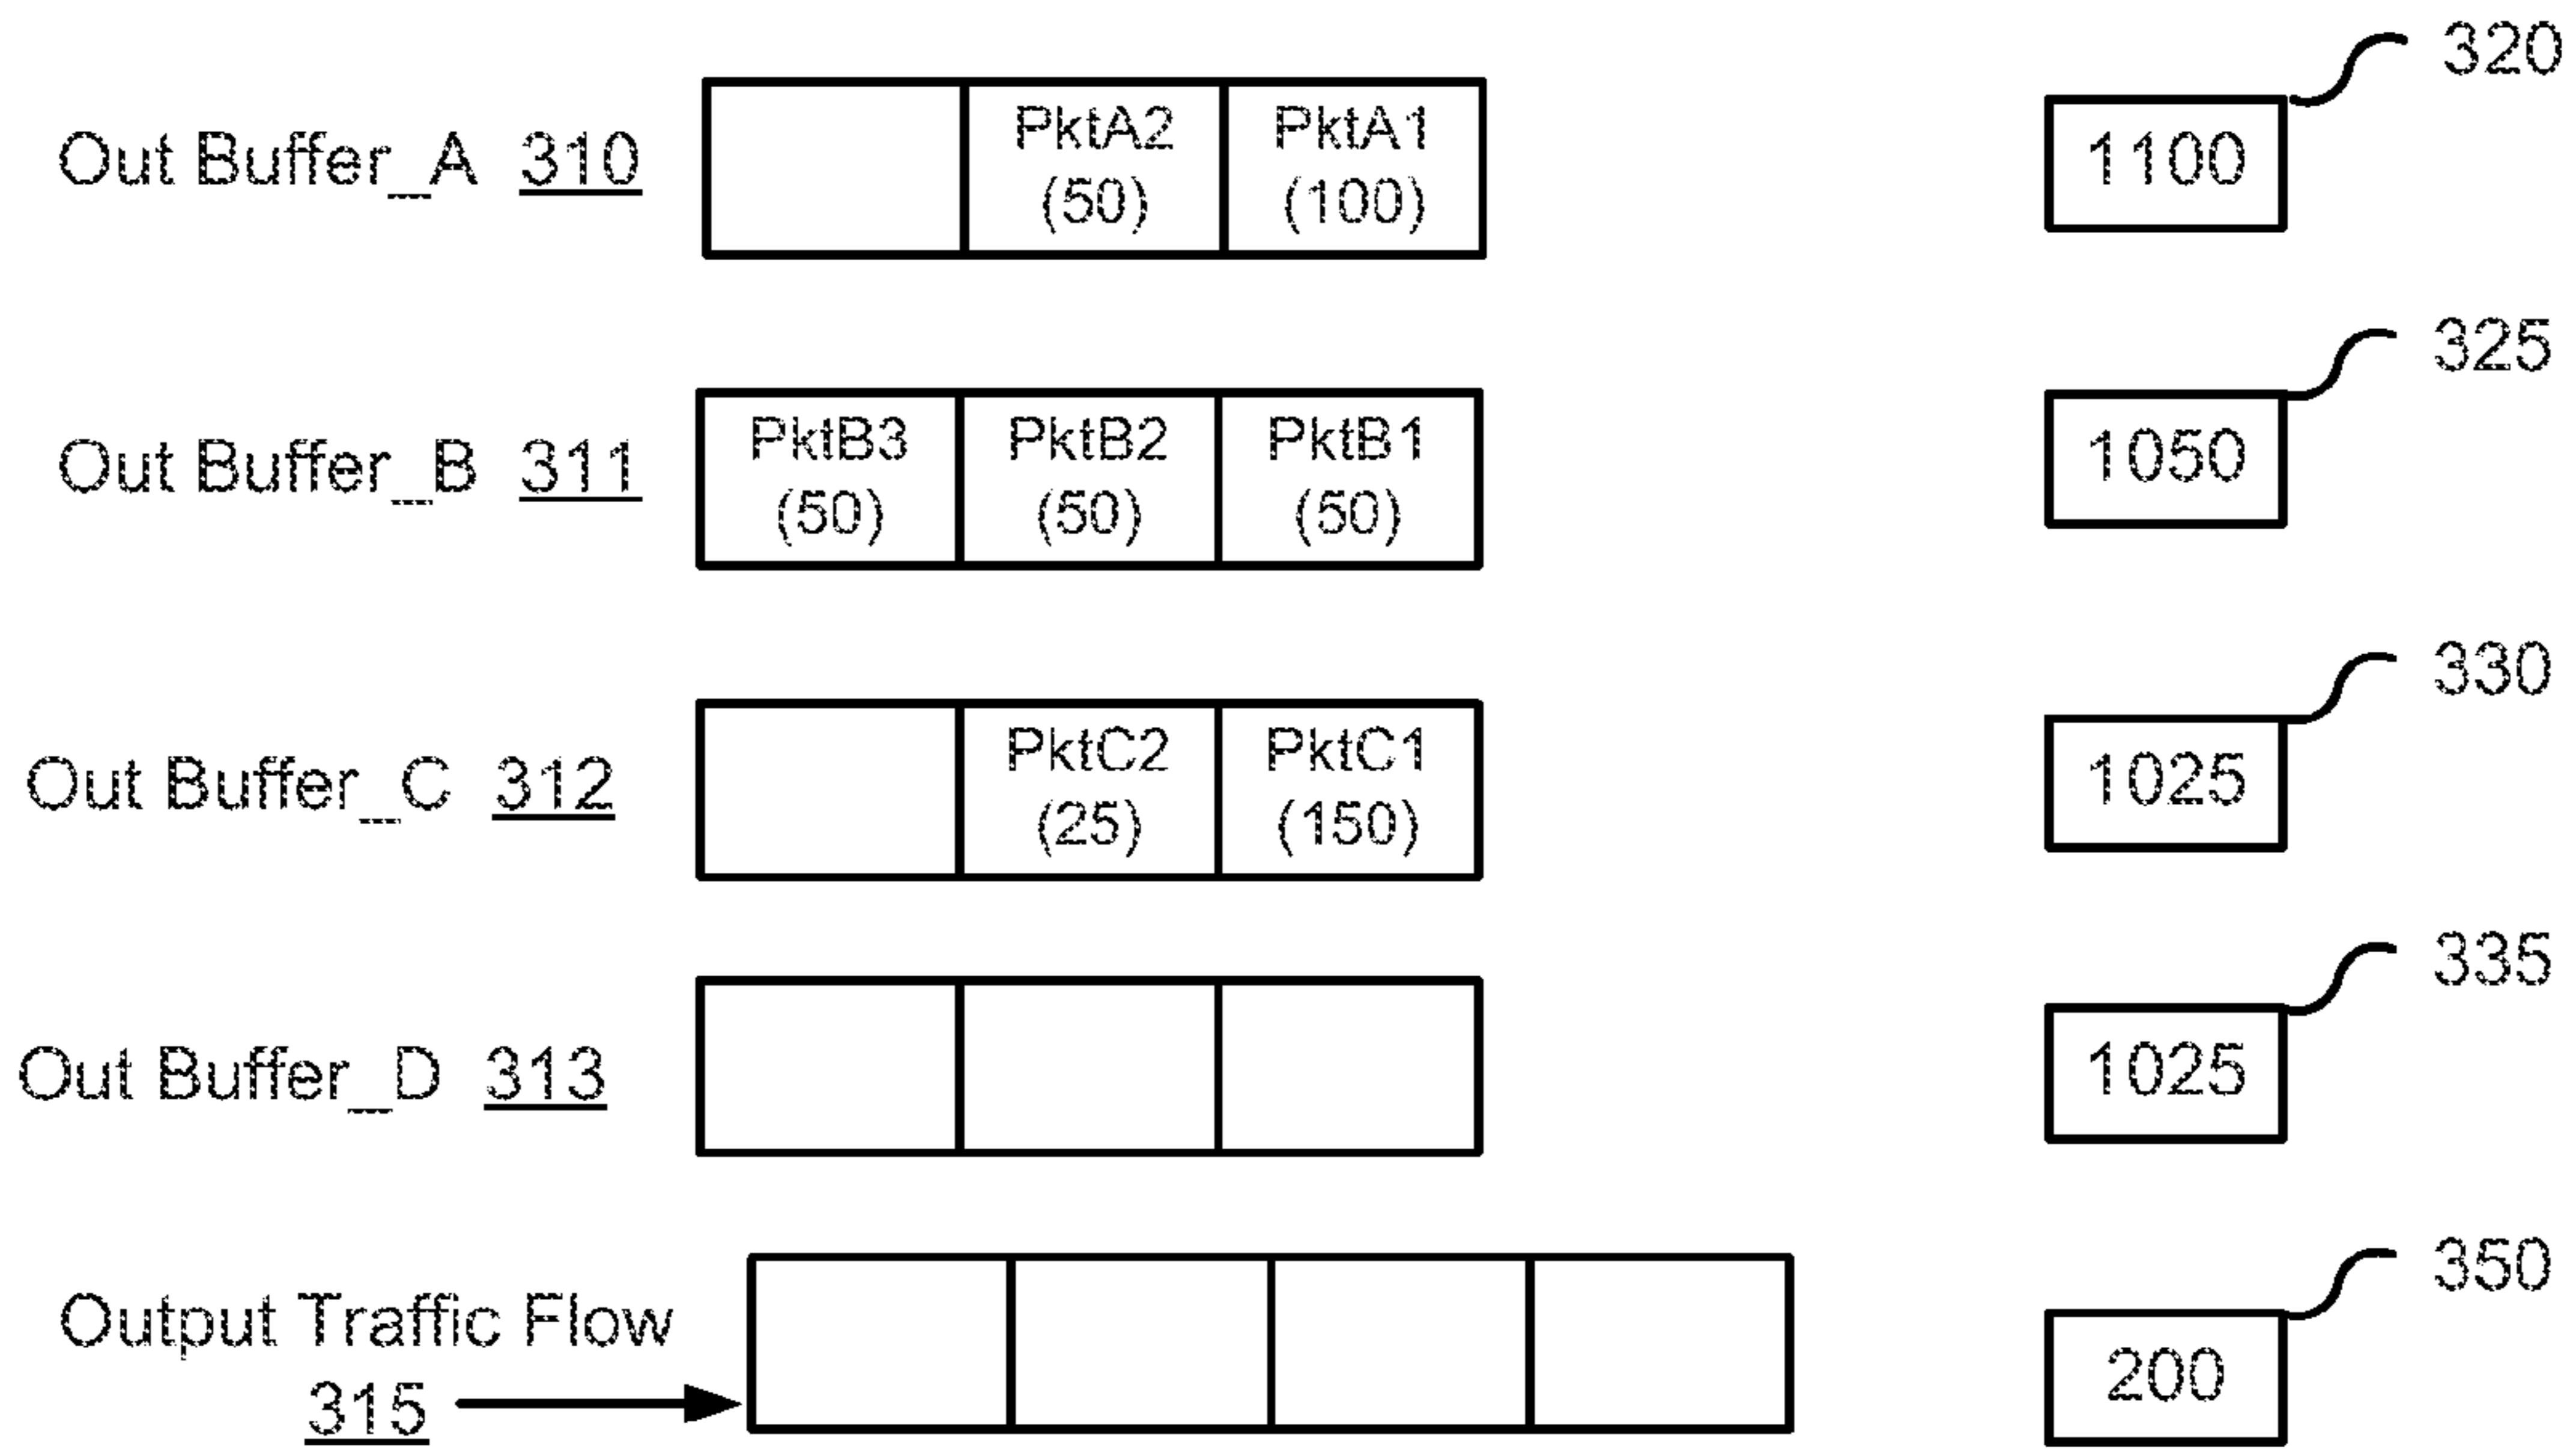 320
Out Buffer_A 310
PktA2
(50)
PktA1
(100)
1100
325
Out Buffer_B 311
PktB3
(50)
PktB2
(50)
PktB1
(50)
1050
330
Out Buffer_C 312
PktC2
(25)
PktC1
(150)
1025
335
Out Buffer_D 313
1025
350
Output Traffic Flow
315
200